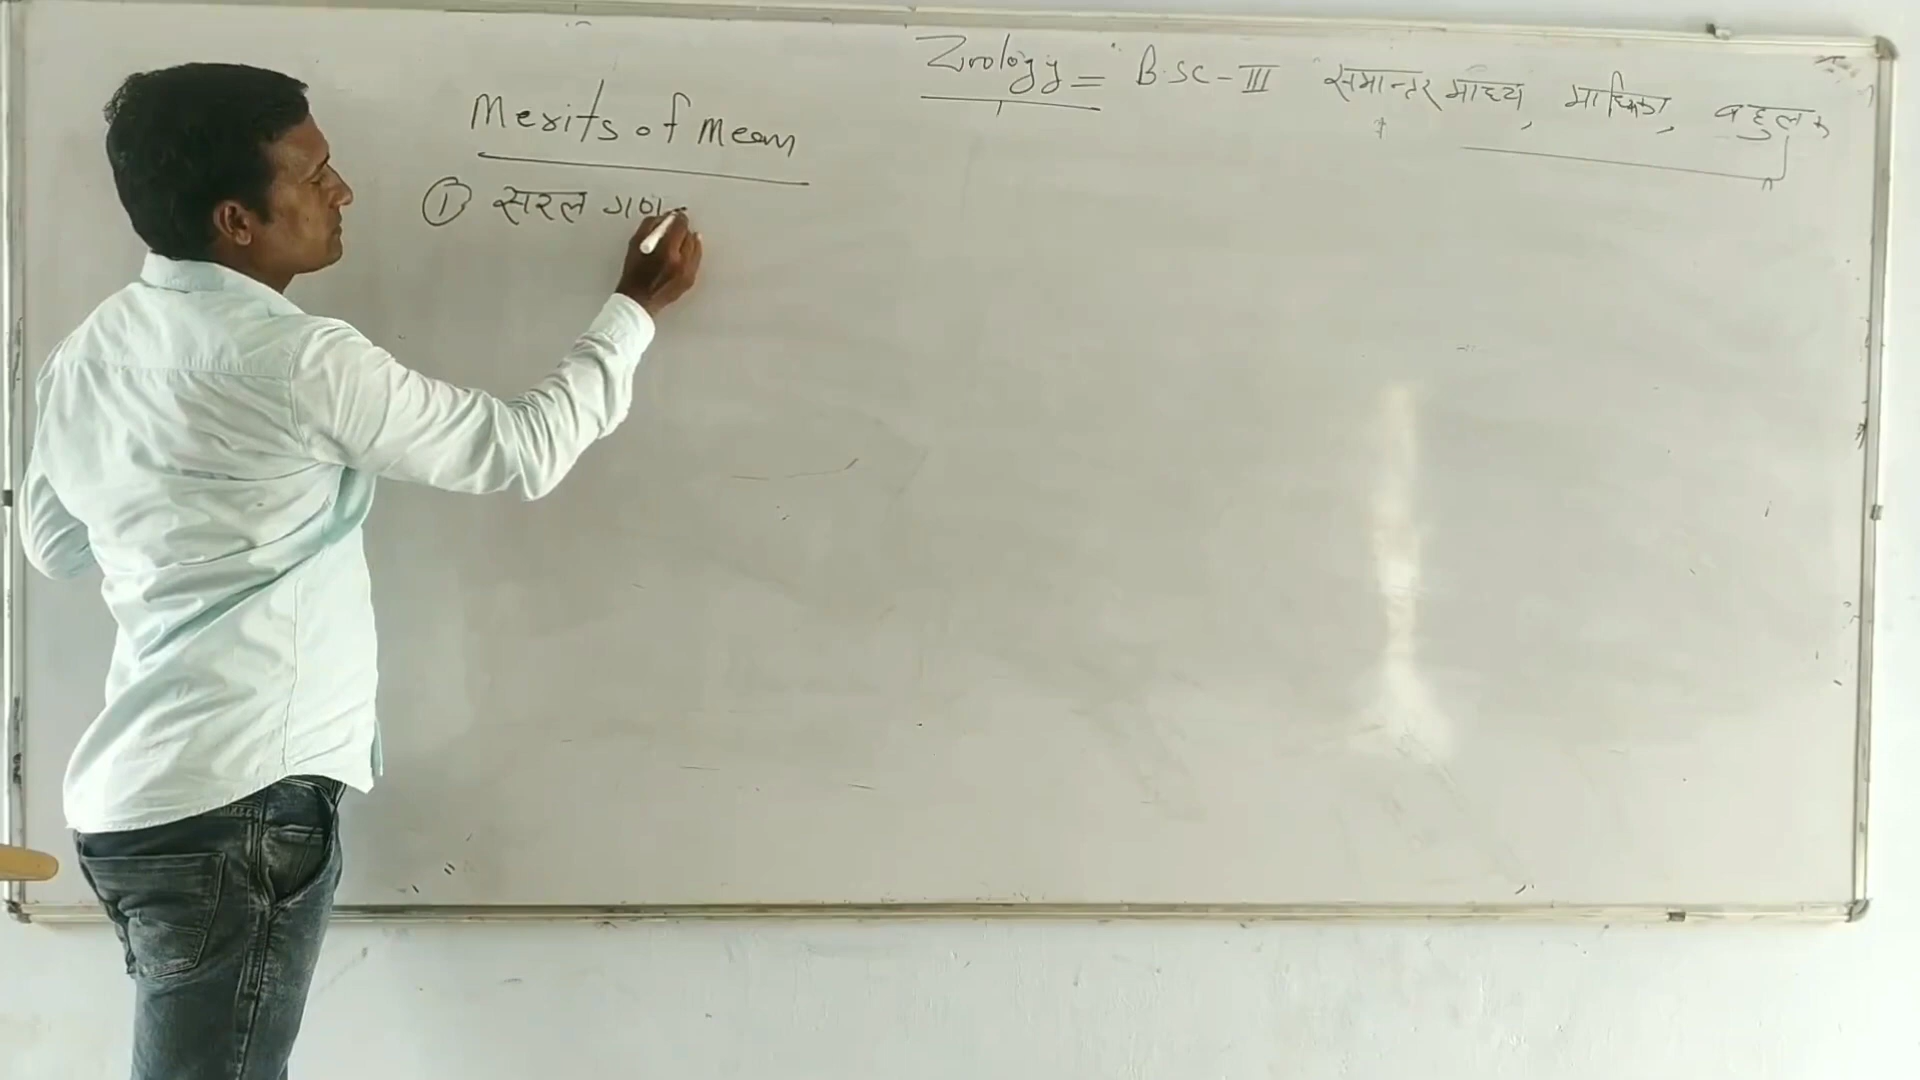 Zoology = B.SC-III समान्तर माध्य, माध्यिका, बहुलक
Merits of mean
① सरल गण